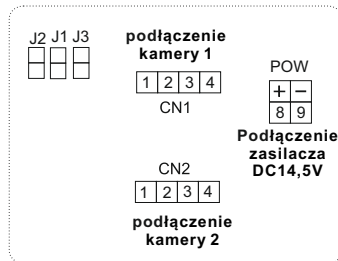 J2 J1 J3
podłączenie
kamery 1
1 2 3 4
CN1
POW
+ −
8 9
Podłączenie
zasilacza
DC14,5V
CN2
1 2 3 4
podłączenie
kamery 2